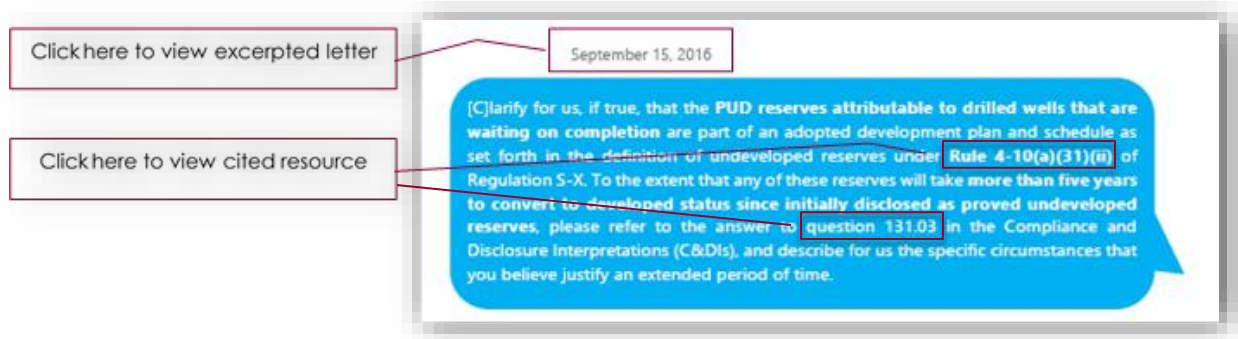 Click here to view excerpted letter
September 15, 2016
[C]larify for us, if true, that the PUD reserves attributable to drilled wells that are
waiting on completion are part of an adopted development plan and schedule as
set forth in the definition of undeveloped reserves under Rule 4-10(a)(31)(ii) of
Regulation S-X. To the extent that any of these reserves will take more than five years
to convert to developed status since initially disclosed as proved undeveloped
reserves, please refer to the answer to question 131.03 in the Compliance and
Disclosure Interpretations (C&DIs), and describe for us the specific circumstances that
you believe justify an extended period of time.
Click here to view cited resource